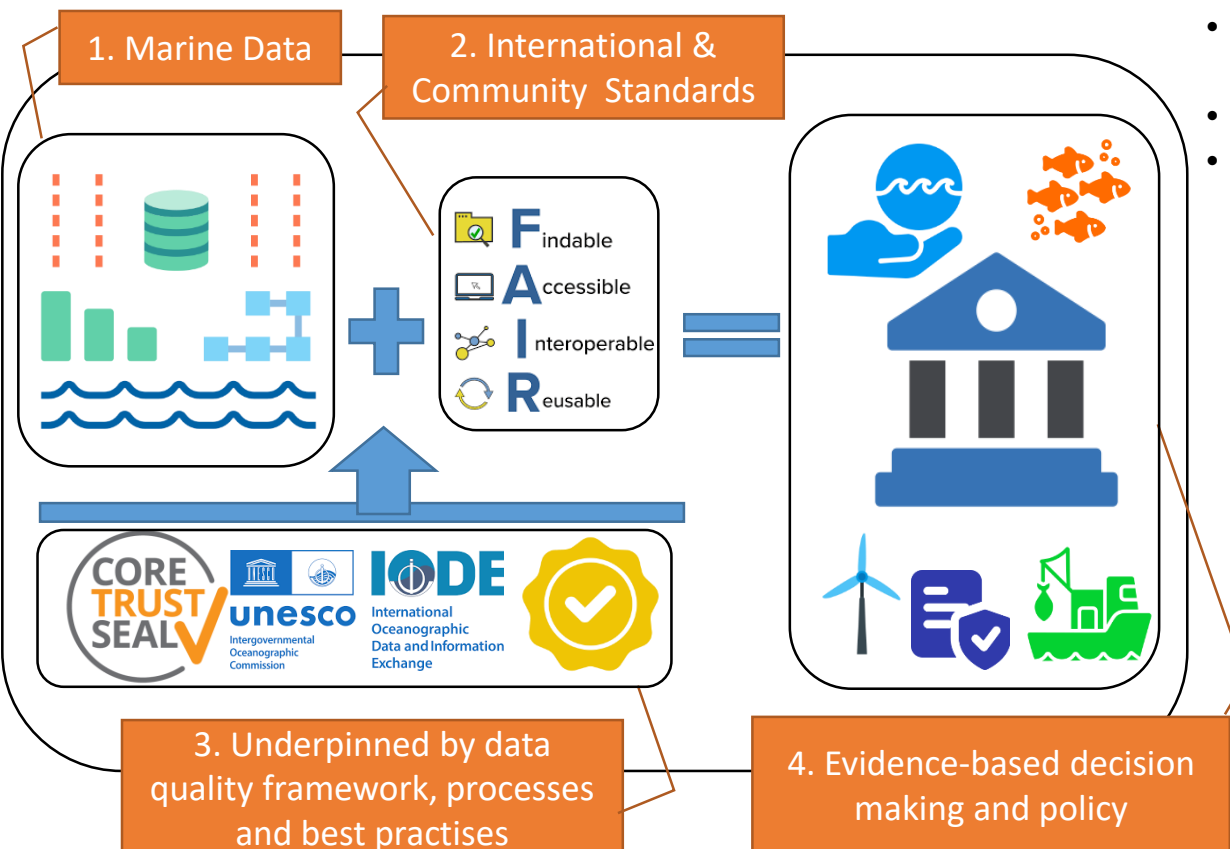 1. Marine Data
2. International &
Community Standards
Findable
Accessible
Interoperable
Reusable
CORE
TRUST
SEAL
unesco
Intergovernmental
Oceanographic
Commission
IODE
International
Oceanographic
Data and Information
Exchange
3. Underpinned by data
quality framework, processes
and best practises
4. Evidence-based decision
making and policy